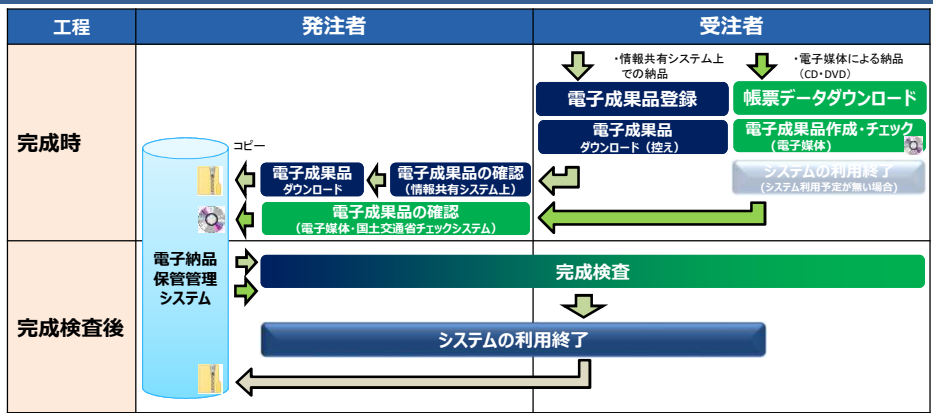 工程
発注者
受注者
完成時
・情報共有システム上
での納品
・電子媒体による納品
(CD・DVD)
電子成果品登録
帳票データダウンロード
電子成果品
ダウンロード(控え)
電子成果品作成・チェック
(電子媒体)
システムの利用終了
(システム利用予定が無い場合)
コピー
電子成果品
ダウンロード
電子成果品の確認
(情報共有システム上)
電子成果品の確認
(電子媒体・国土交通省チェックシステム)
完成検査後
電子納品
保管管理
システム
完成検査
システムの利用終了